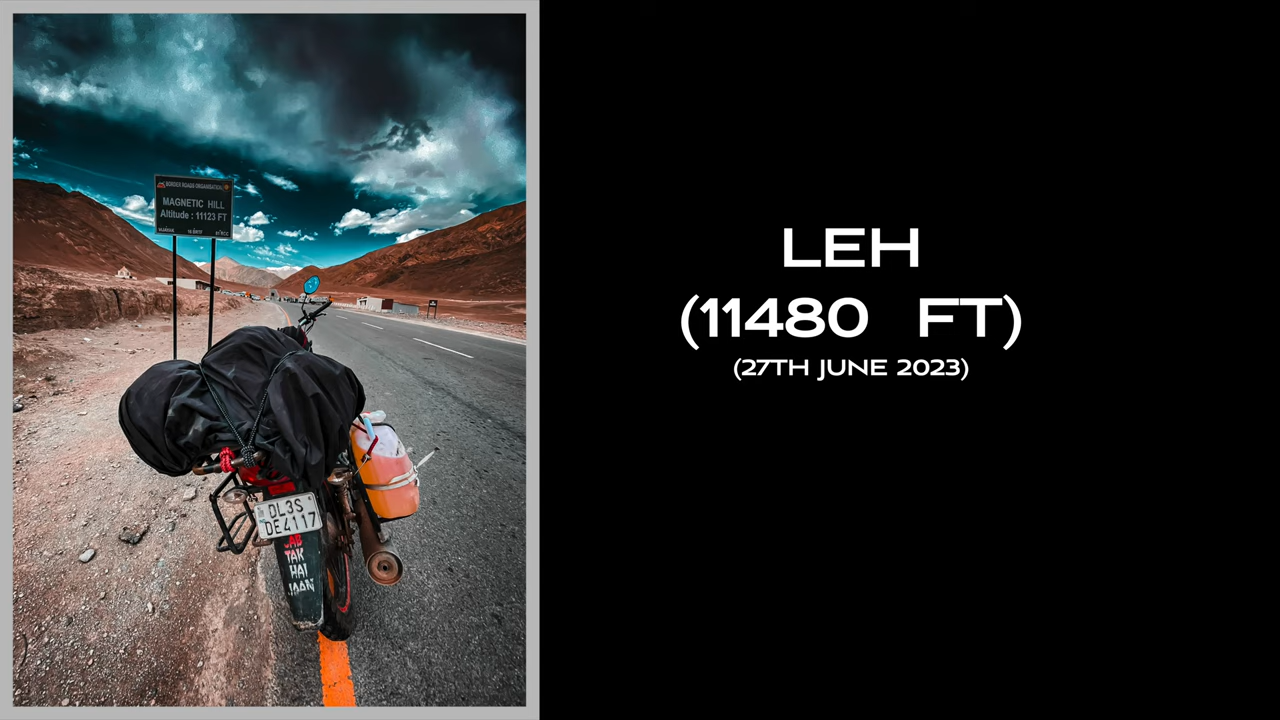 BORDER ROADS ORGANISATION
MAGNETIC HILL
Altitude : 11123 FT
DL3S
DE4117
JAB
TAK
HAI
JAAN
LEH
(11480 FT)
(27TH JUNE 2023)